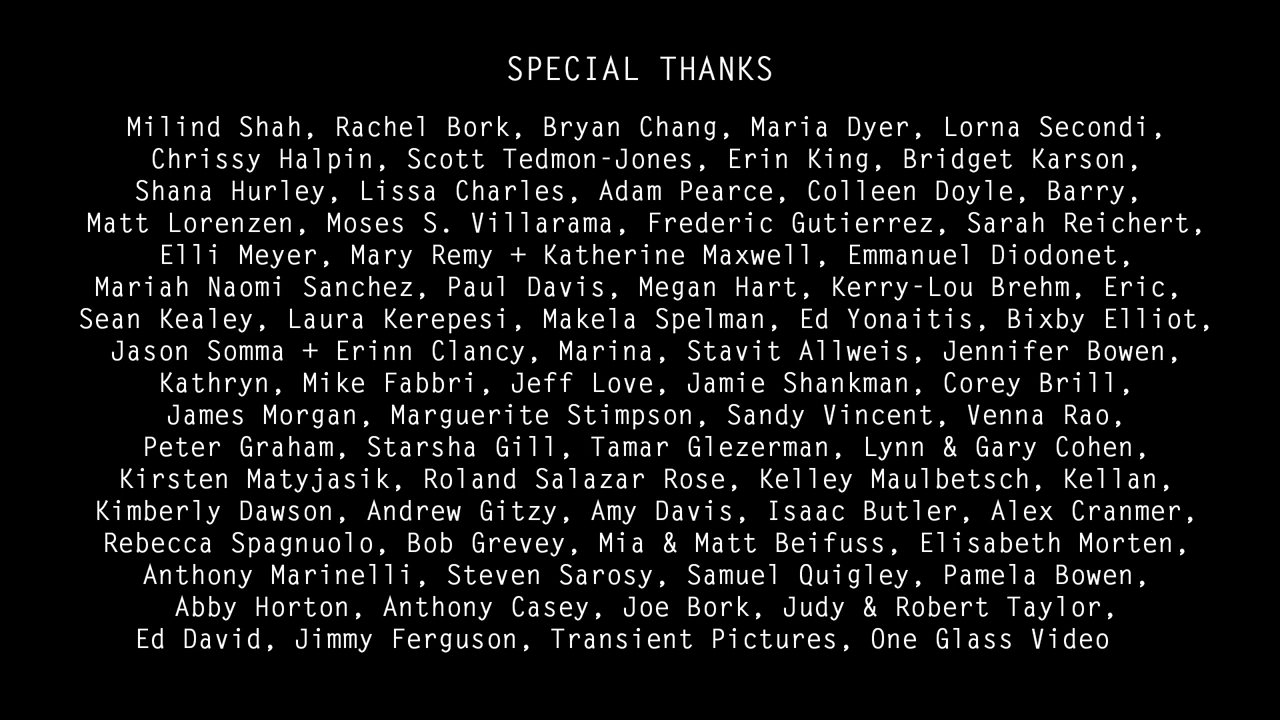 SPECIAL THANKS
Milind Shah, Rachel Bork, Bryan Chang, Maria Dyer, Lorna Secondi,
Chrissy Halpin, Scott Tedmon-Jones, Erin King, Bridget Karson,
Shana Hurley, Lissa Charles, Adam Pearce, Colleen Doyle, Barry,
Matt Lorenzen, Moses S. Villarama, Frederic Gutierrez, Sarah Reichert,
Elli Meyer, Mary Remy + Katherine Maxwell, Emmanuel Diodonet,
Mariah Naomi Sanchez, Paul Davis, Megan Hart, Kerry-Lou Brehm, Eric,
Sean Kealey, Laura Kerepesi, Makela Spelman, Ed Yonaitis, Bixby Elliot,
Jason Somma + Erinn Clancy, Marina, Stavit Allweis, Jennifer Bowen,
Kathryn, Mike Fabbri, Jeff Love, Jamie Shankman, Corey Brill,
James Morgan, Marguerite Stimpson, Sandy Vincent, Venna Rao,
Peter Graham, Starsha Gill, Tamar Glezerman, Lynn & Gary Cohen,
Kirsten Matyjasik, Roland Salazar Rose, Kelley Maulbetsch, Kellan,
Kimberly Dawson, Andrew Gitzy, Amy Davis, Isaac Butler, Alex Cranmer,
Rebecca Spagnuolo, Bob Grevey, Mia & Matt Beifuss, Elisabeth Morten,
Anthony Marinelli, Steven Sarosy, Samuel Quigley, Pamela Bowen,
Abby Horton, Anthony Casey, Joe Bork, Judy & Robert Taylor,
Ed David, Jimmy Ferguson, Transient Pictures, One Glass Video